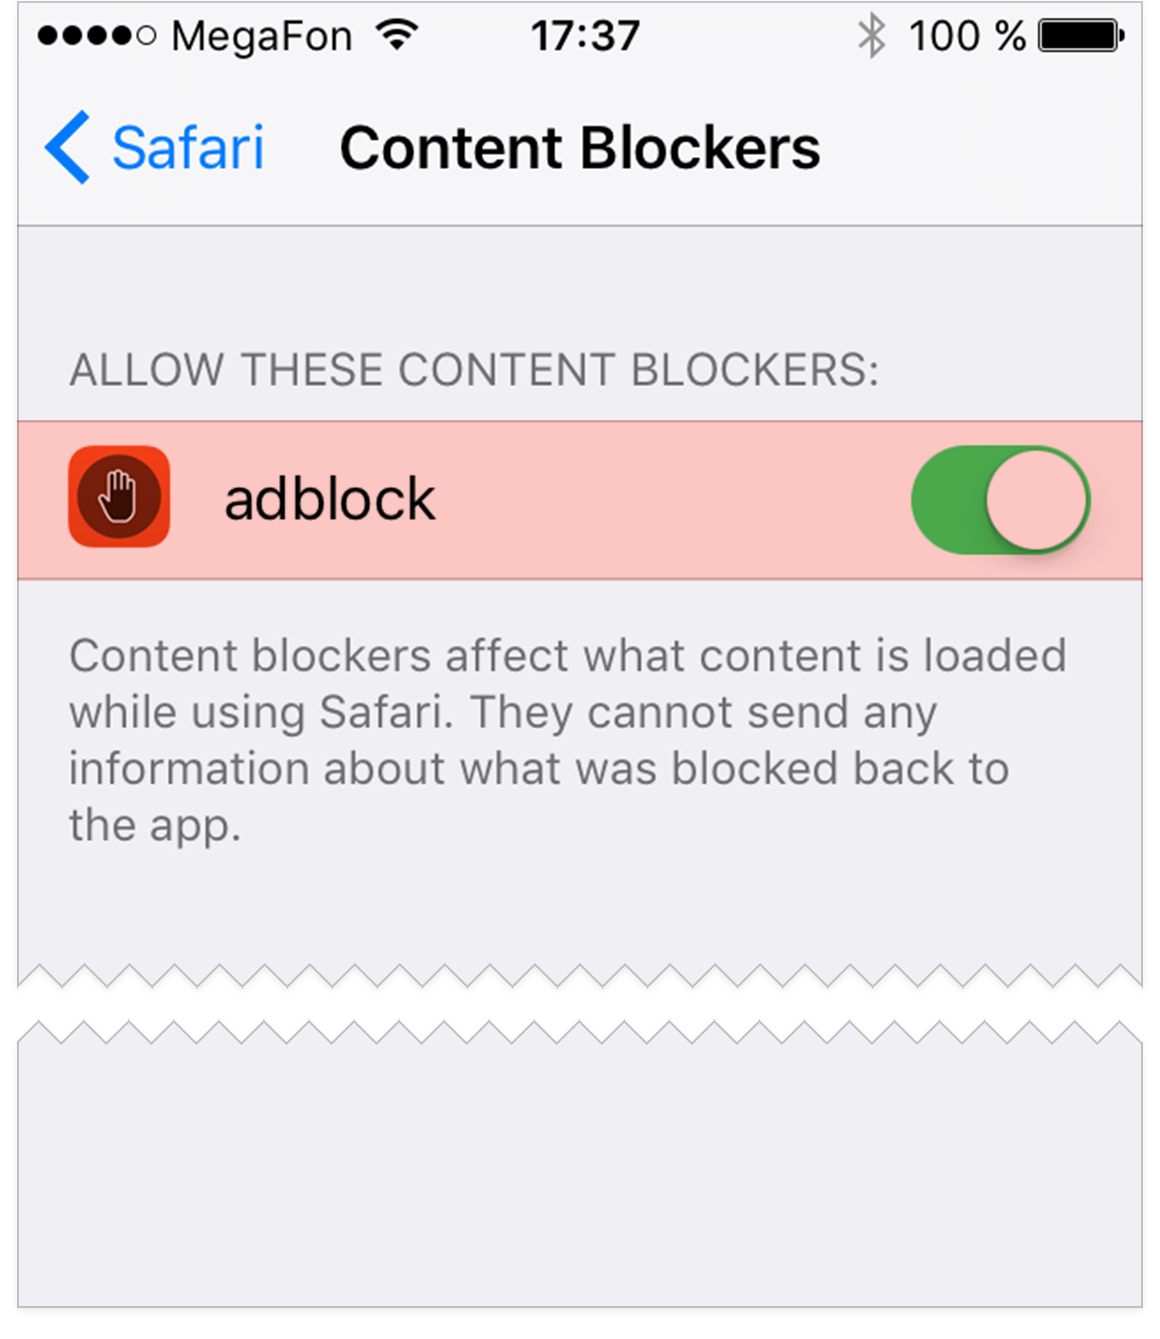 MegaFon 17:37 100 %
Safari Content Blockers
ALLOW THESE CONTENT BLOCKERS:
adblock
Content blockers affect what content is loaded
while using Safari. They cannot send any
information about what was blocked back to
the app.